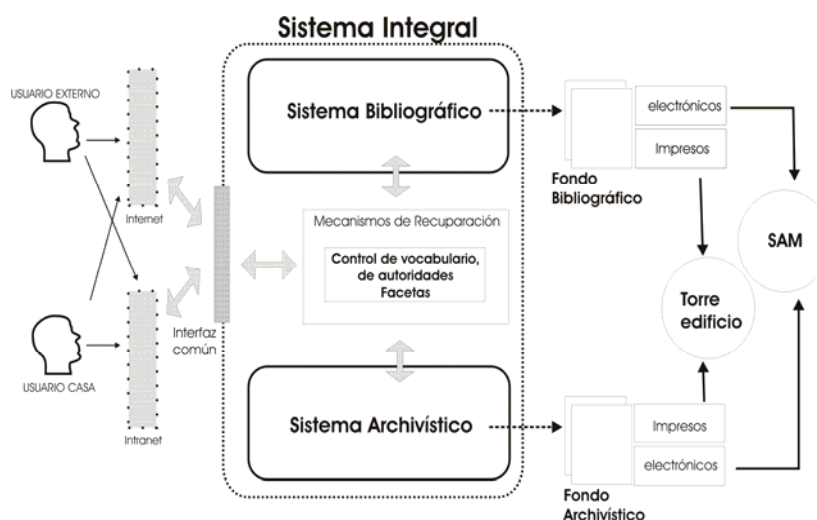 Sistema Integral
USUARIO EXTERNO
Internet
USUARIO CASA
Intranet
Interfaz
común
Sistema Bibliográfico
Mecanismos de Recuparación
Control de vocabulario,
de autoridades
Facetas
Sistema Archivístico
electrónicos
Impresos
Fondo
Bibliográfico
SAM
Torre
edificio
Impresos
electrónicos
Fondo
Archivístico